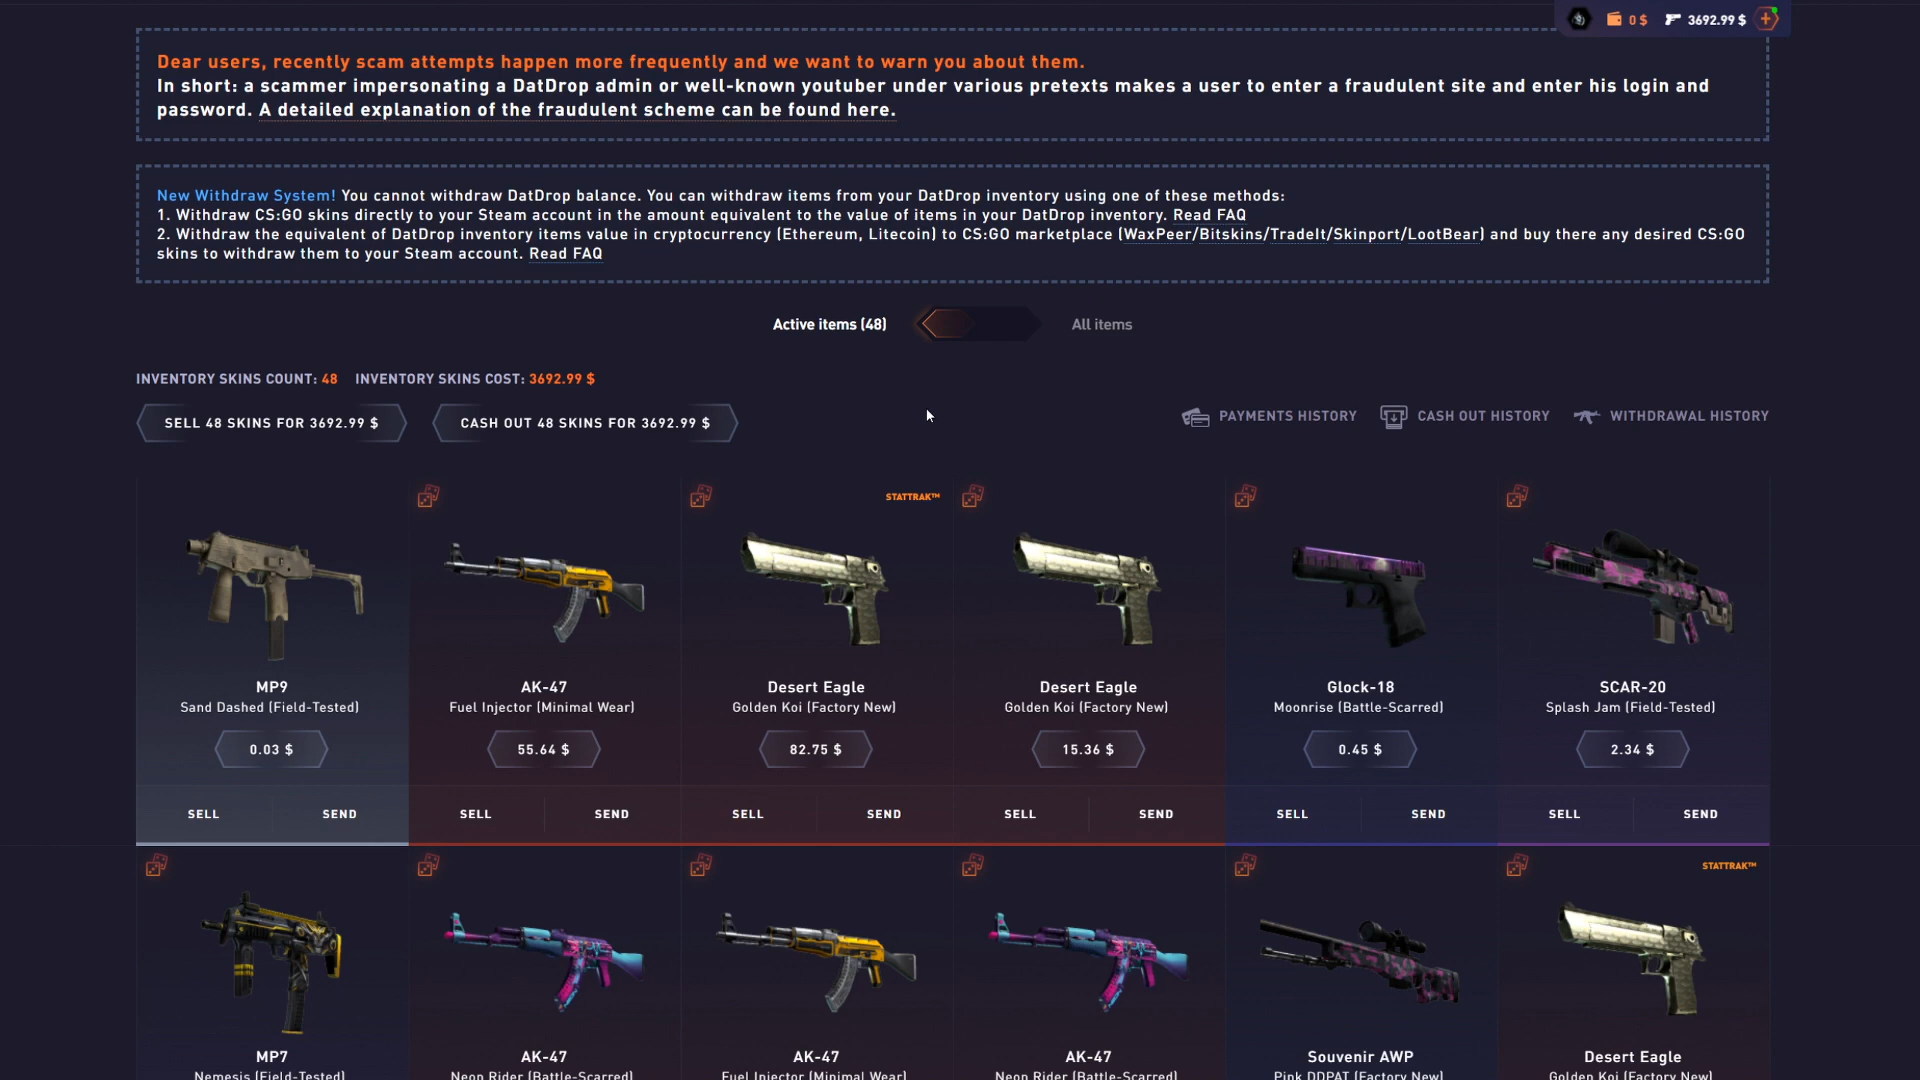 0 $ 3692.99 $
Dear users, recently scam attempts happen more frequently and we want to warn you about them.
In short: a scammer impersonating a DatDrop admin or well-known youtuber under various pretexts makes a user to enter a fraudulent site and enter his login and
password. A detailed explanation of the fraudulent scheme can be found here.
New Withdraw System! You cannot withdraw DatDrop balance. You can withdraw items from your DatDrop inventory using one of these methods:
1. Withdraw CS:GO skins directly to your Steam account in the amount equivalent to the value of items in your DatDrop inventory. Read FAQ
2. Withdraw the equivalent of DatDrop inventory items value in cryptocurrency (Ethereum, Litecoin) to CS:GO marketplace (WaxPeer/Bitskins/TradeIt/Skinport/LootBear) and buy there any desired CS:GO
skins to withdraw them to your Steam account. Read FAQ
Active items (48) All items
INVENTORY SKINS COUNT: 48 INVENTORY SKINS COST: 3692.99 $
SELL 48 SKINS FOR 3692.99 $ CASH OUT 48 SKINS FOR 3692.99 $ PAYMENTS HISTORY CASH OUT HISTORY WITHDRAWAL HISTORY
STATTRAK™
MP9 AK-47 Desert Eagle Desert Eagle Glock-18 SCAR-20
Sand Dashed (Field-Tested) Fuel Injector (Minimal Wear) Golden Koi (Factory New) Golden Koi (Factory New) Moonrise (Battle-Scarred) Splash Jam (Field-Tested)
0.03 $ 55.64 $ 82.75 $ 15.36 $ 0.45 $ 2.34 $
SELL SEND SELL SEND SELL SEND SELL SEND SELL SEND SELL SEND
STATTRAK™
MP7 AK-47 AK-47 AK-47 Souvenir AWP Desert Eagle
Nemesis (Field-Tested) Neon Rider (Battle-Scarred) Fuel Injector (Minimal Wear) Neon Rider (Battle-Scarred) Pink DDPAT (Factory New) Golden Koi (Factory New)